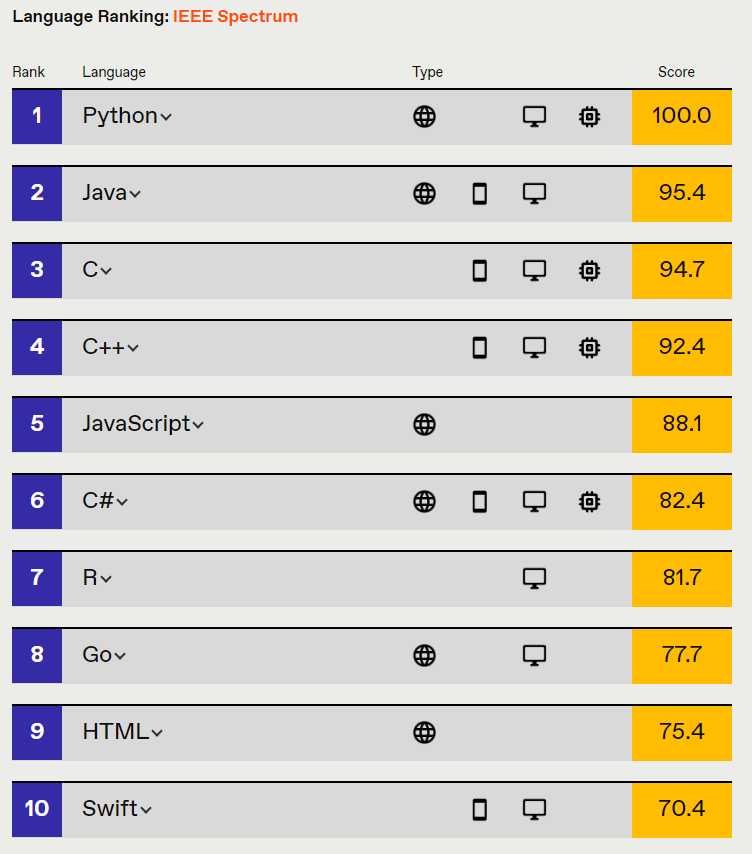 Language Ranking: IEEE Spectrum
Rank Language Type Score
1 Python 100.0
2 Java 95.4
3 C 94.7
4 C++ 92.4
5 JavaScript 88.1
6 C# 82.4
7 R 81.7
8 Go 77.7
9 HTML 75.4
10 Swift 70.4